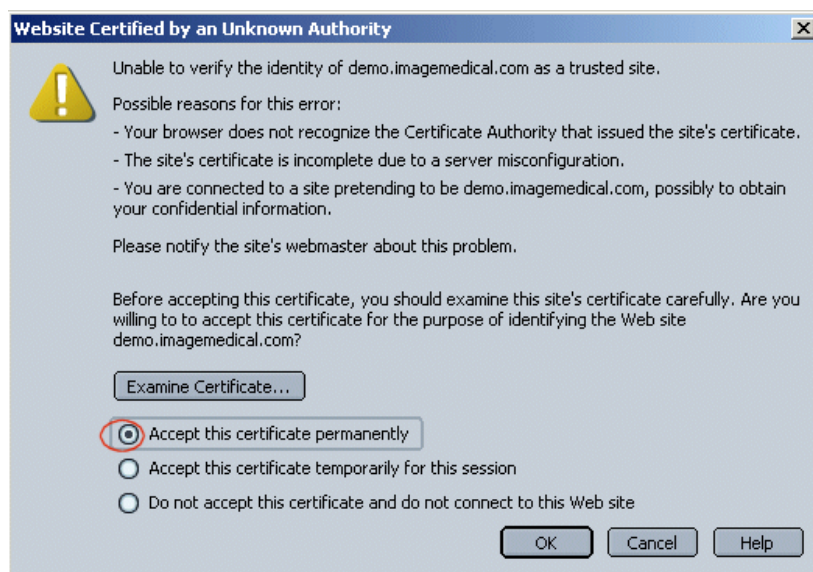 Website Certified by an Unknown Authority
Unable to verify the identity of demo.imagemedical.com as a trusted site.
Possible reasons for this error:
- Your browser does not recognize the Certificate Authority that issued the site's certificate.
- The site's certificate is incomplete due to a server misconfiguration.
- You are connected to a site pretending to be demo.imagemedical.com, possibly to obtain
your confidential information.
Please notify the site's webmaster about this problem.
Before accepting this certificate, you should examine this site's certificate carefully. Are you
willing to to accept this certificate for the purpose of identifying the Web site
demo.imagemedical.com?
Examine Certificate...
Accept this certificate permanently
Accept this certificate temporarily for this session
Do not accept this certificate and do not connect to this Web site
OK Cancel Help